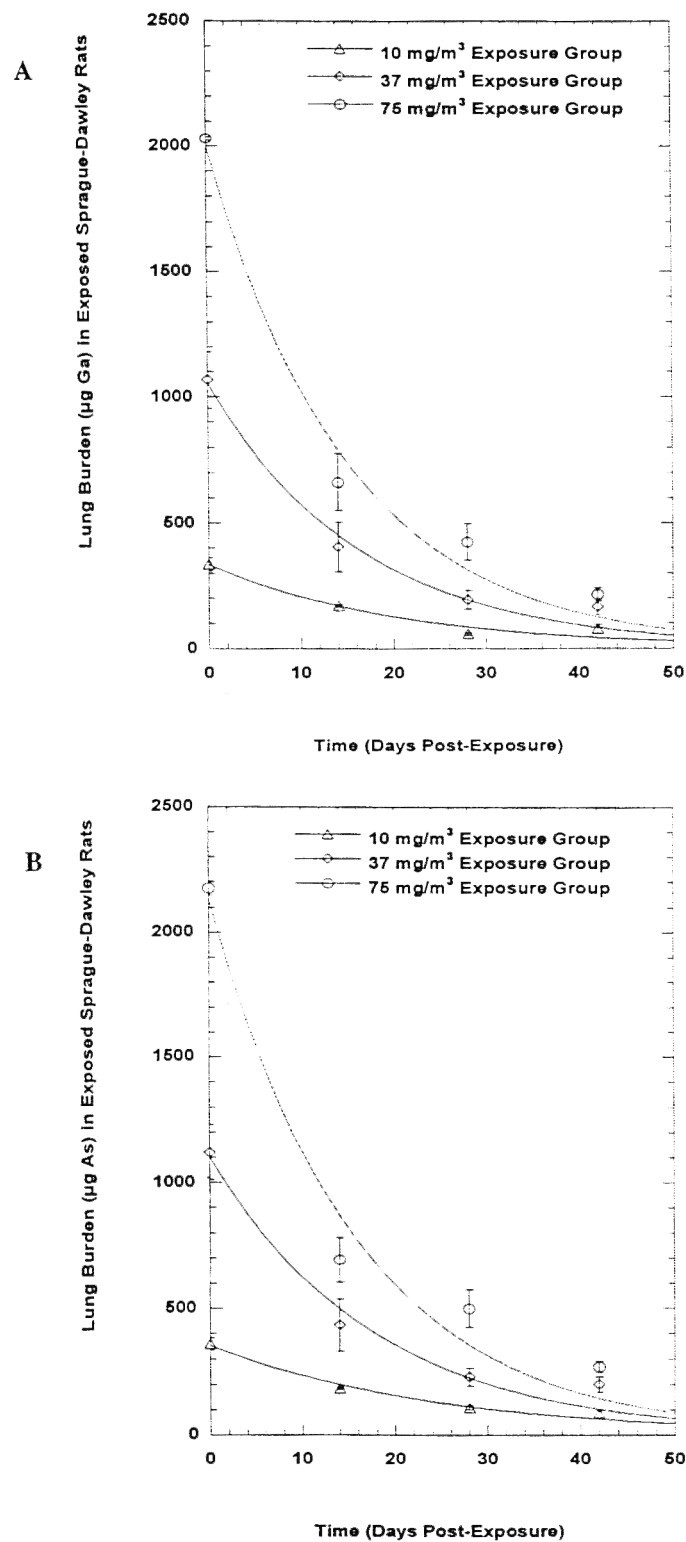 A
Lung Burden (µg Ga) in Exposed Sprague-Dawley Rats
2500
2000
1500
1000
500
0
10 mg/m³ Exposure Group
37 mg/m³ Exposure Group
75 mg/m³ Exposure Group
0 10 20 30 40 50
Time (Days Post-Exposure)
B
Lung Burden (µg As) in Exposed Sprague-Dawley Rats
2500
2000
1500
1000
500
0
10 mg/m³ Exposure Group
37 mg/m³ Exposure Group
75 mg/m³ Exposure Group
0 10 20 30 40 50
Time (Days Post-Exposure)